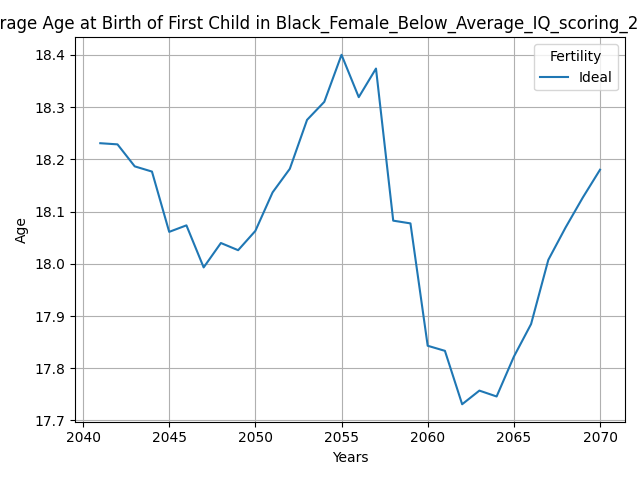 rage Age at Birth of First Child in Black_Female_Below_Average_IQ_scoring_2
Fertility
Ideal
18.4
18.3
18.2
18.1
18.0
17.9
17.8
17.7
Age
2040 2045 2050 2055 2060 2065 2070
Years